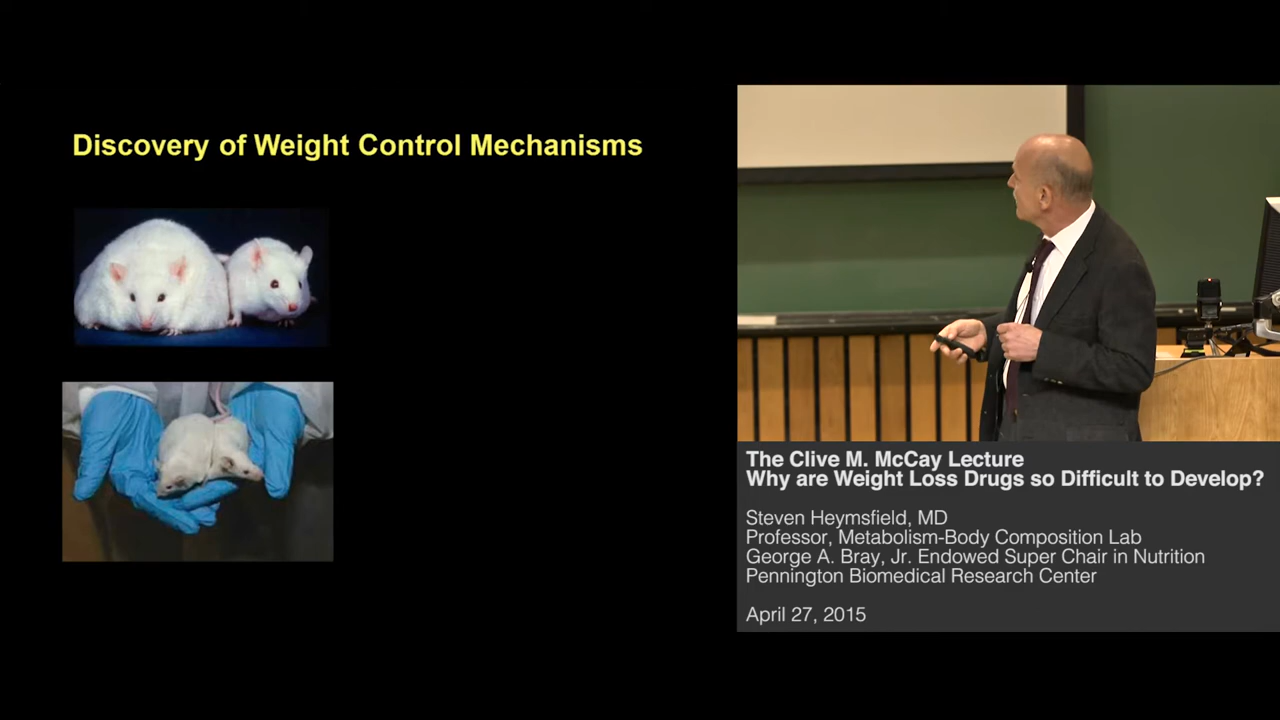 Discovery of Weight Control Mechanisms
The Clive M. McCay Lecture
Why are Weight Loss Drugs so Difficult to Develop?
Steven Heymsfield, MD
Professor, Metabolism-Body Composition Lab
George A. Bray, Jr. Endowed Super Chair in Nutrition
Pennington Biomedical Research Center
April 27, 2015